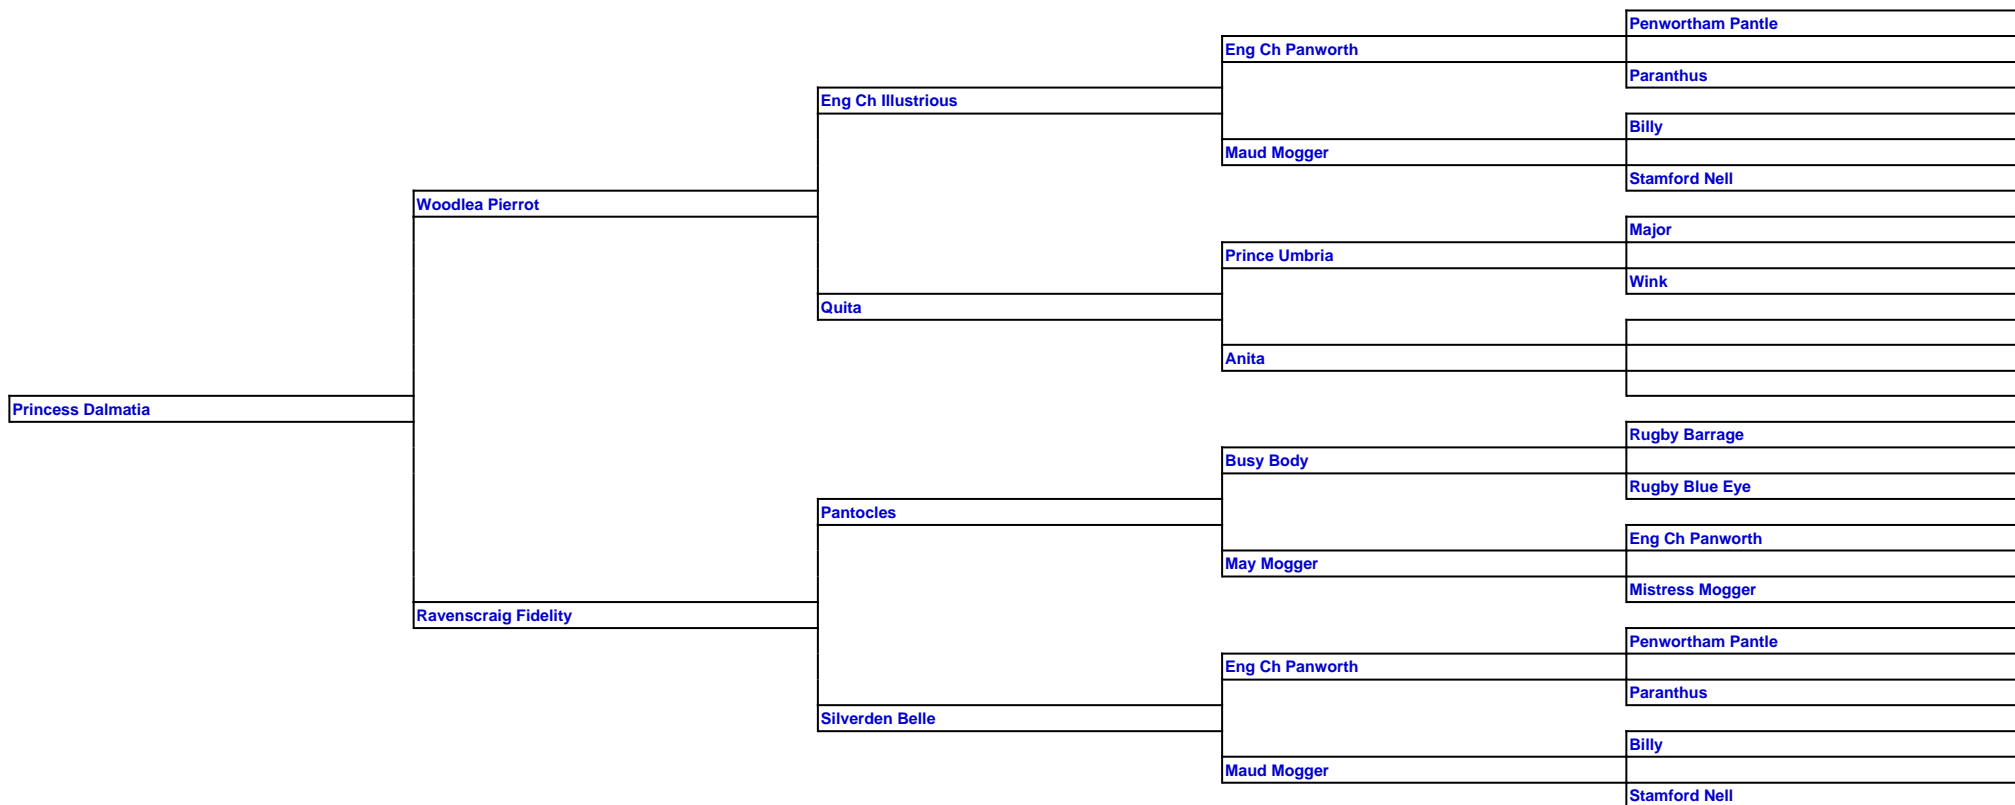 Penwortham Pantle
Eng Ch Panworth
Paranthus
Eng Ch Illustrious
Billy
Maud Mogger
Stamford Nell
Woodlea Pierrot
Major
Prince Umbria
Wink
Quita
Anita
Princess Dalmatia
Rugby Barrage
Busy Body
Rugby Blue Eye
Pantocles
Eng Ch Panworth
May Mogger
Mistress Mogger
Ravenscraig Fidelity
Penwortham Pantle
Eng Ch Panworth
Paranthus
Silverden Belle
Billy
Maud Mogger
Stamford Nell